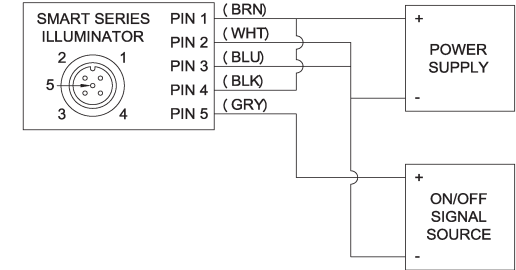 SMART SERIES
ILLUMINATOR
2 1
5
3 4
PIN 1 ( BRN)
PIN 2 ( WHT)
PIN 3 ( BLU)
PIN 4 ( BLK)
PIN 5 ( GRY)
+
POWER
SUPPLY
-
+
ON/OFF
SIGNAL
SOURCE
-